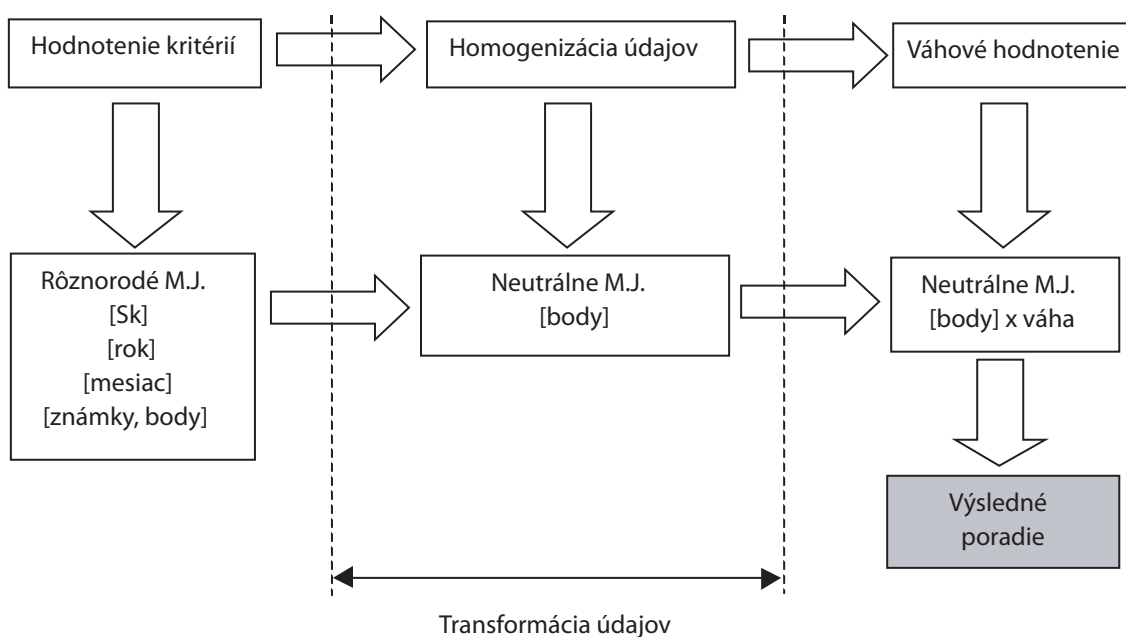 Hodnotenie kritérií
Homogenizácia údajov
Váhové hodnotenie
Rôznorodé M.J.
[Sk]
[rok]
[mesiac]
[známky, body]
Neutrálne M.J.
[body]
Neutrálne M.J.
[body] x váha
Výsledné
poradie
Transformácia údajov